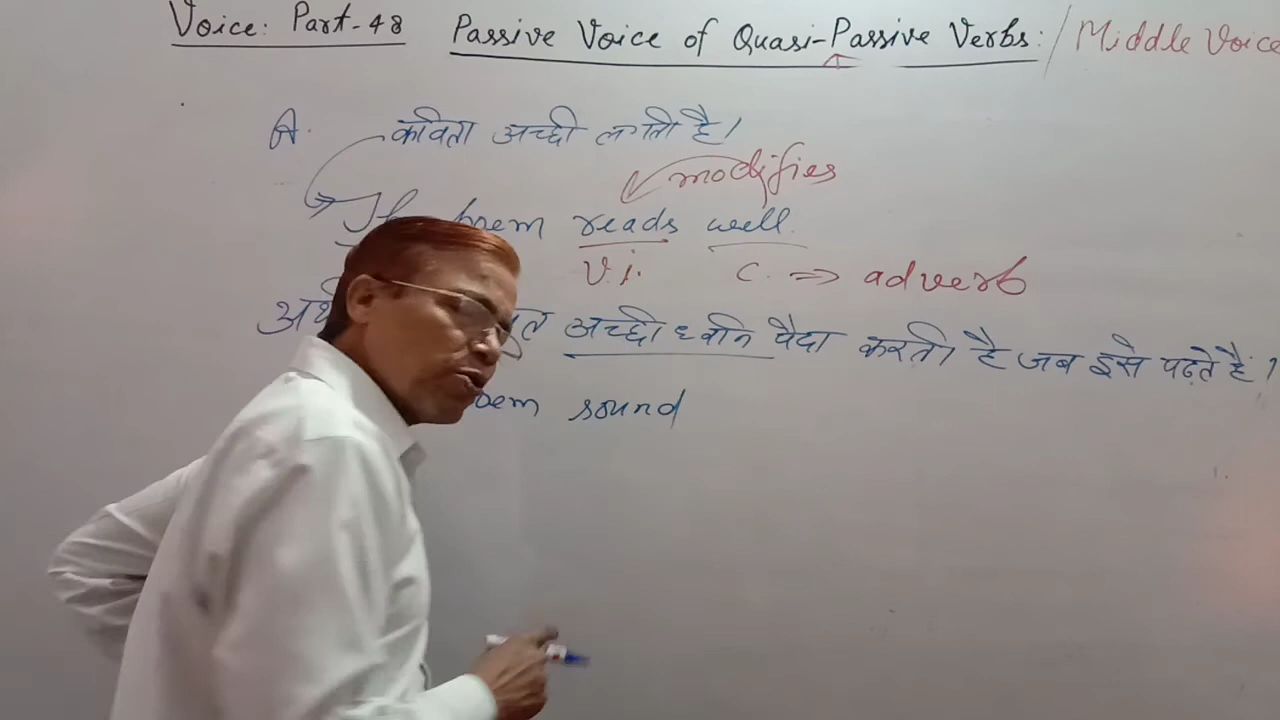 Voice: Part-48 Passive Voice of Quasi-Passive Verbs: / Middle Voice
A. कविता अच्छी लगती है।
modifies
poem reads well.
V.i. C. ⇒ adverb
अच्छी ध्वनि पैदा करती है जब इसे पढ़ते हैं।
poem sound